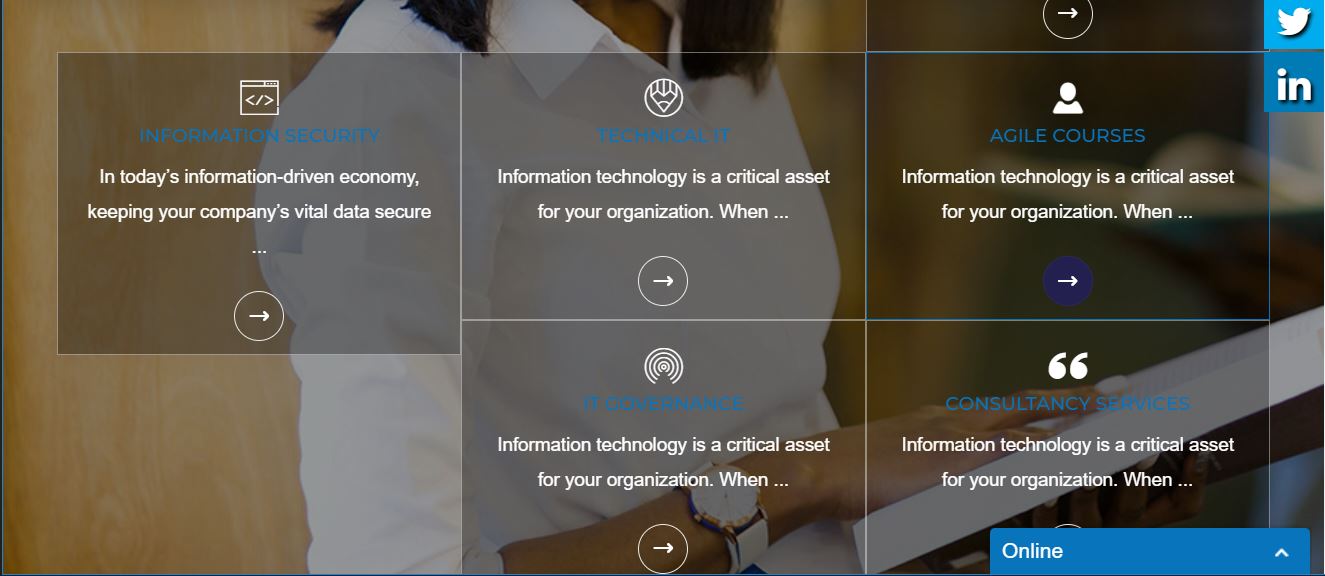 INFORMATION SECURITY
In today’s information-driven economy,
keeping your company’s vital data secure
...
TECHNICAL IT
Information technology is a critical asset
for your organization. When ...
AGILE COURSES
Information technology is a critical asset
for your organization. When ...
in
IT GOVERNANCE
Information technology is a critical asset
for your organization. When ...
CONSULTANCY SERVICES
Information technology is a critical asset
for your organization. When ...
Online